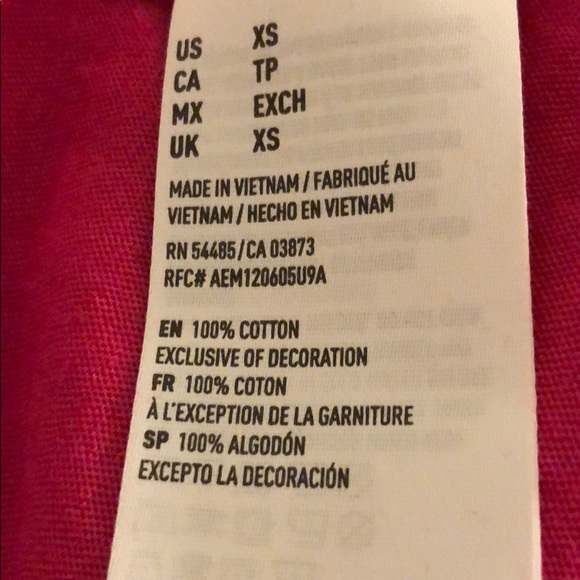 US XS
CA TP
MX EXCH
UK XS
MADE IN VIETNAM / FABRIQUÉ AU
VIETNAM / HECHO EN VIETNAM
RN 54485 / CA 03873
RFC# AEM120605U9A
EN 100% COTTON
EXCLUSIVE OF DECORATION
FR 100% COTON
À L'EXCEPTION DE LA GARNITURE
SP 100% ALGODÓN
EXCEPTO LA DECORACIÓN